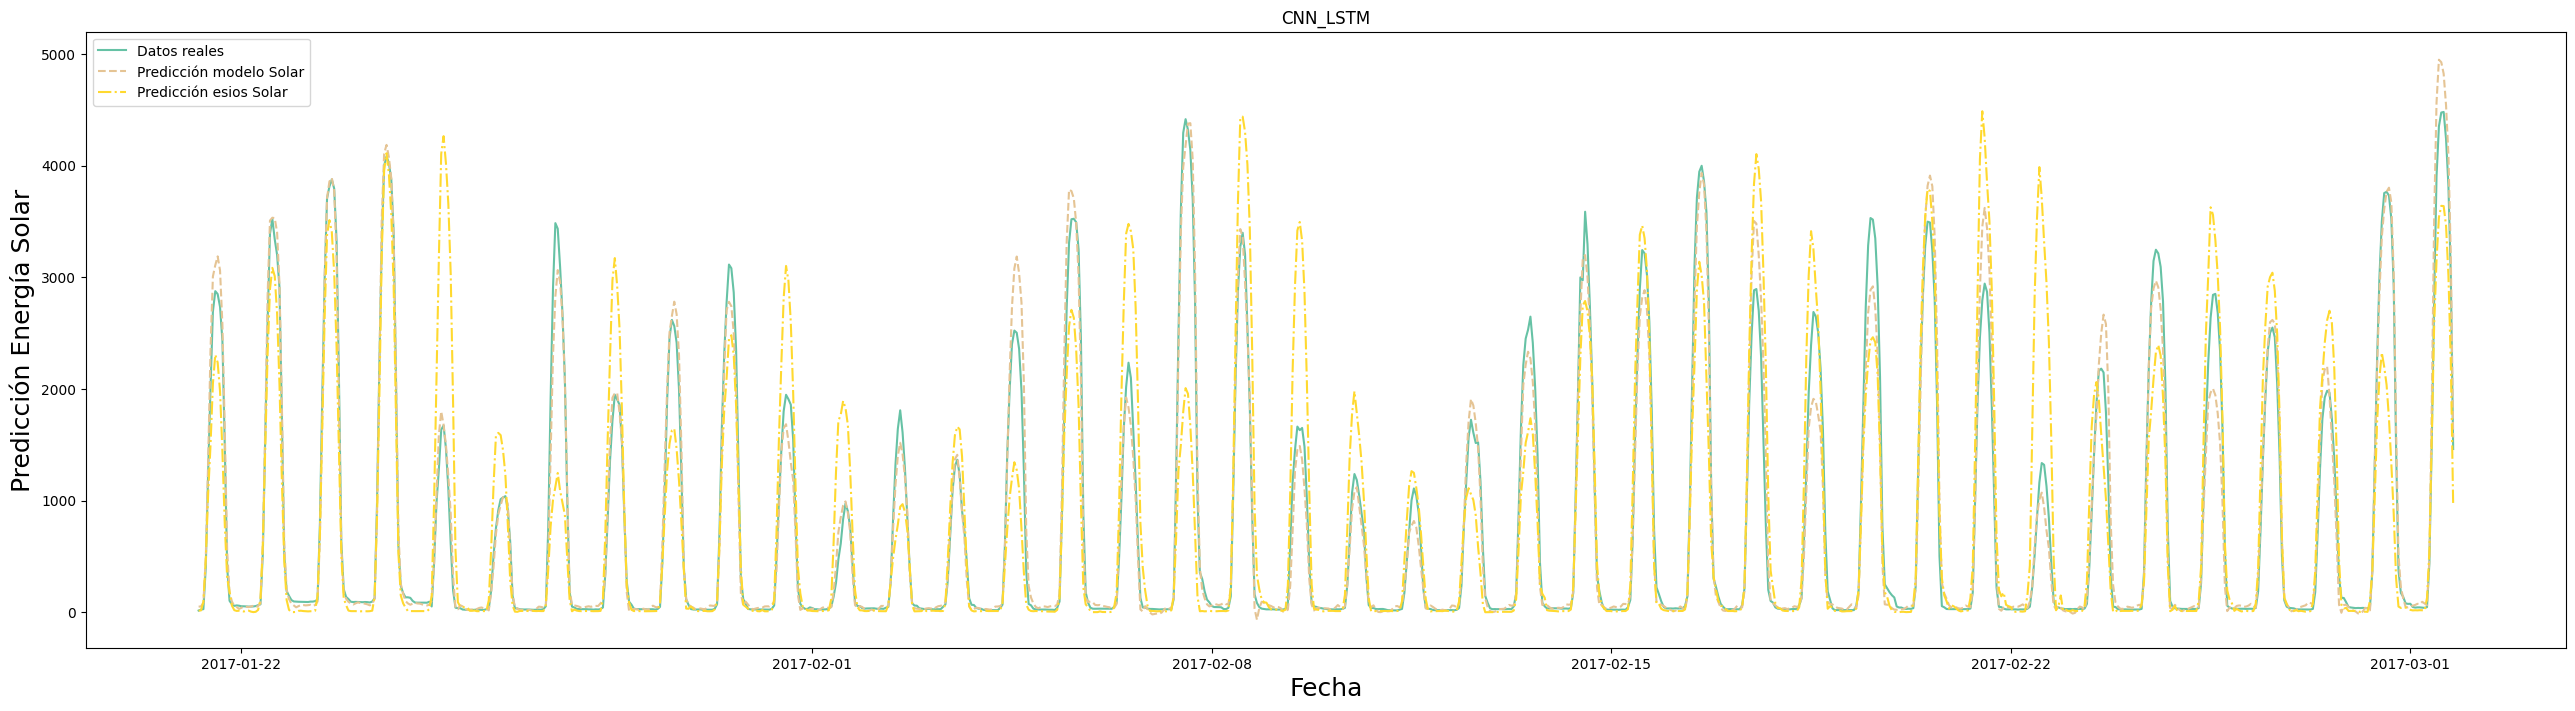 CNN_LSTM
Datos reales
Predicción modelo Solar
Predicción esios Solar
Predicción Energía Solar
5000
4000
3000
2000
1000
0
2017-01-22
2017-02-01
2017-02-08
2017-02-15
2017-02-22
2017-03-01
Fecha